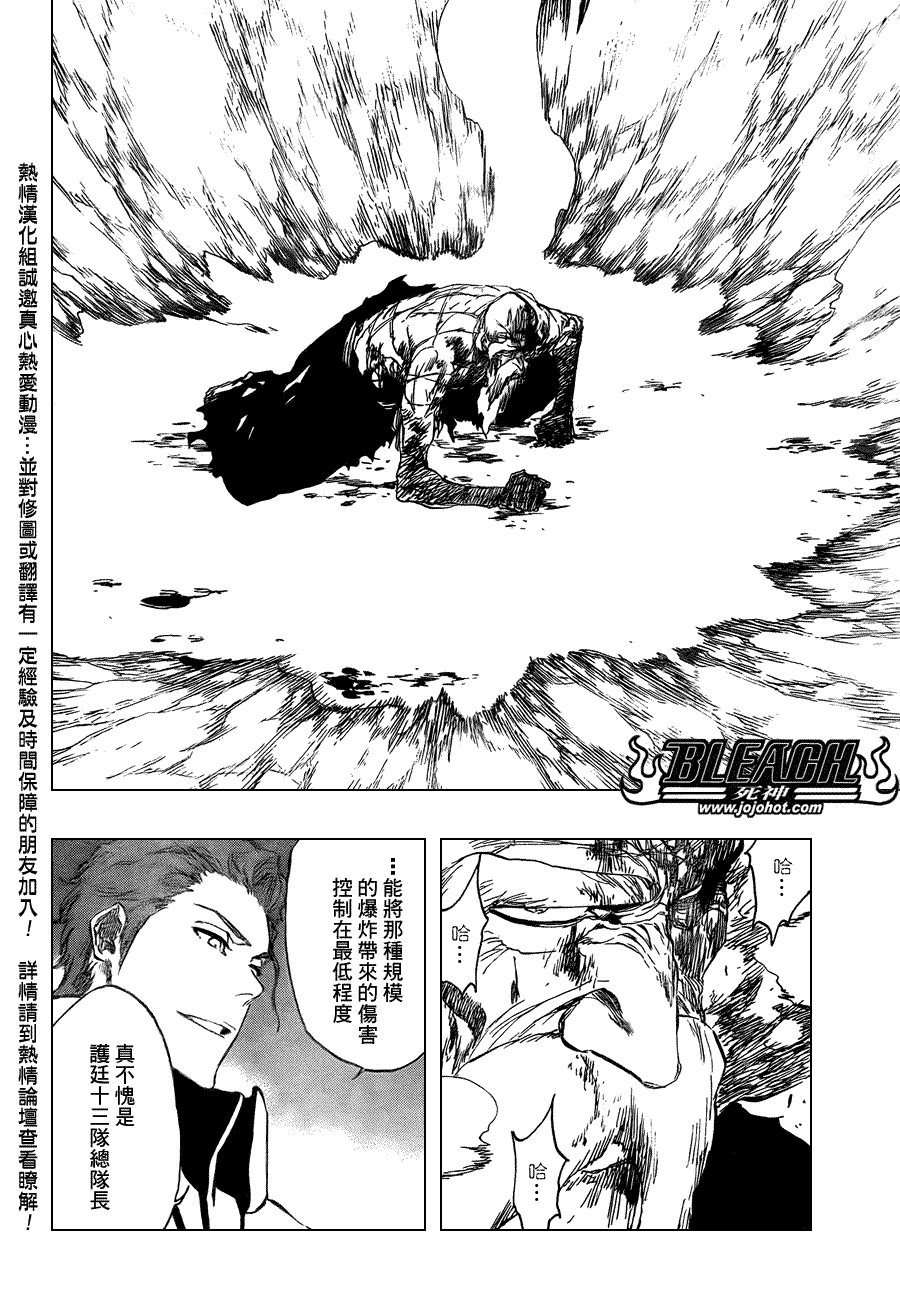 熱情漢化組誠邀真心熱愛動漫…並對修圖或翻譯有一定經驗及時間保障的朋友加入！ 詳情請到熱情論壇查看瞭解！
BLEACH
死神
www.jojohot.com
哈…
哈…
哈…
…能將那種規模
的爆炸帶來的傷害
控制在最低程度
真不愧是
護廷十三隊總隊長